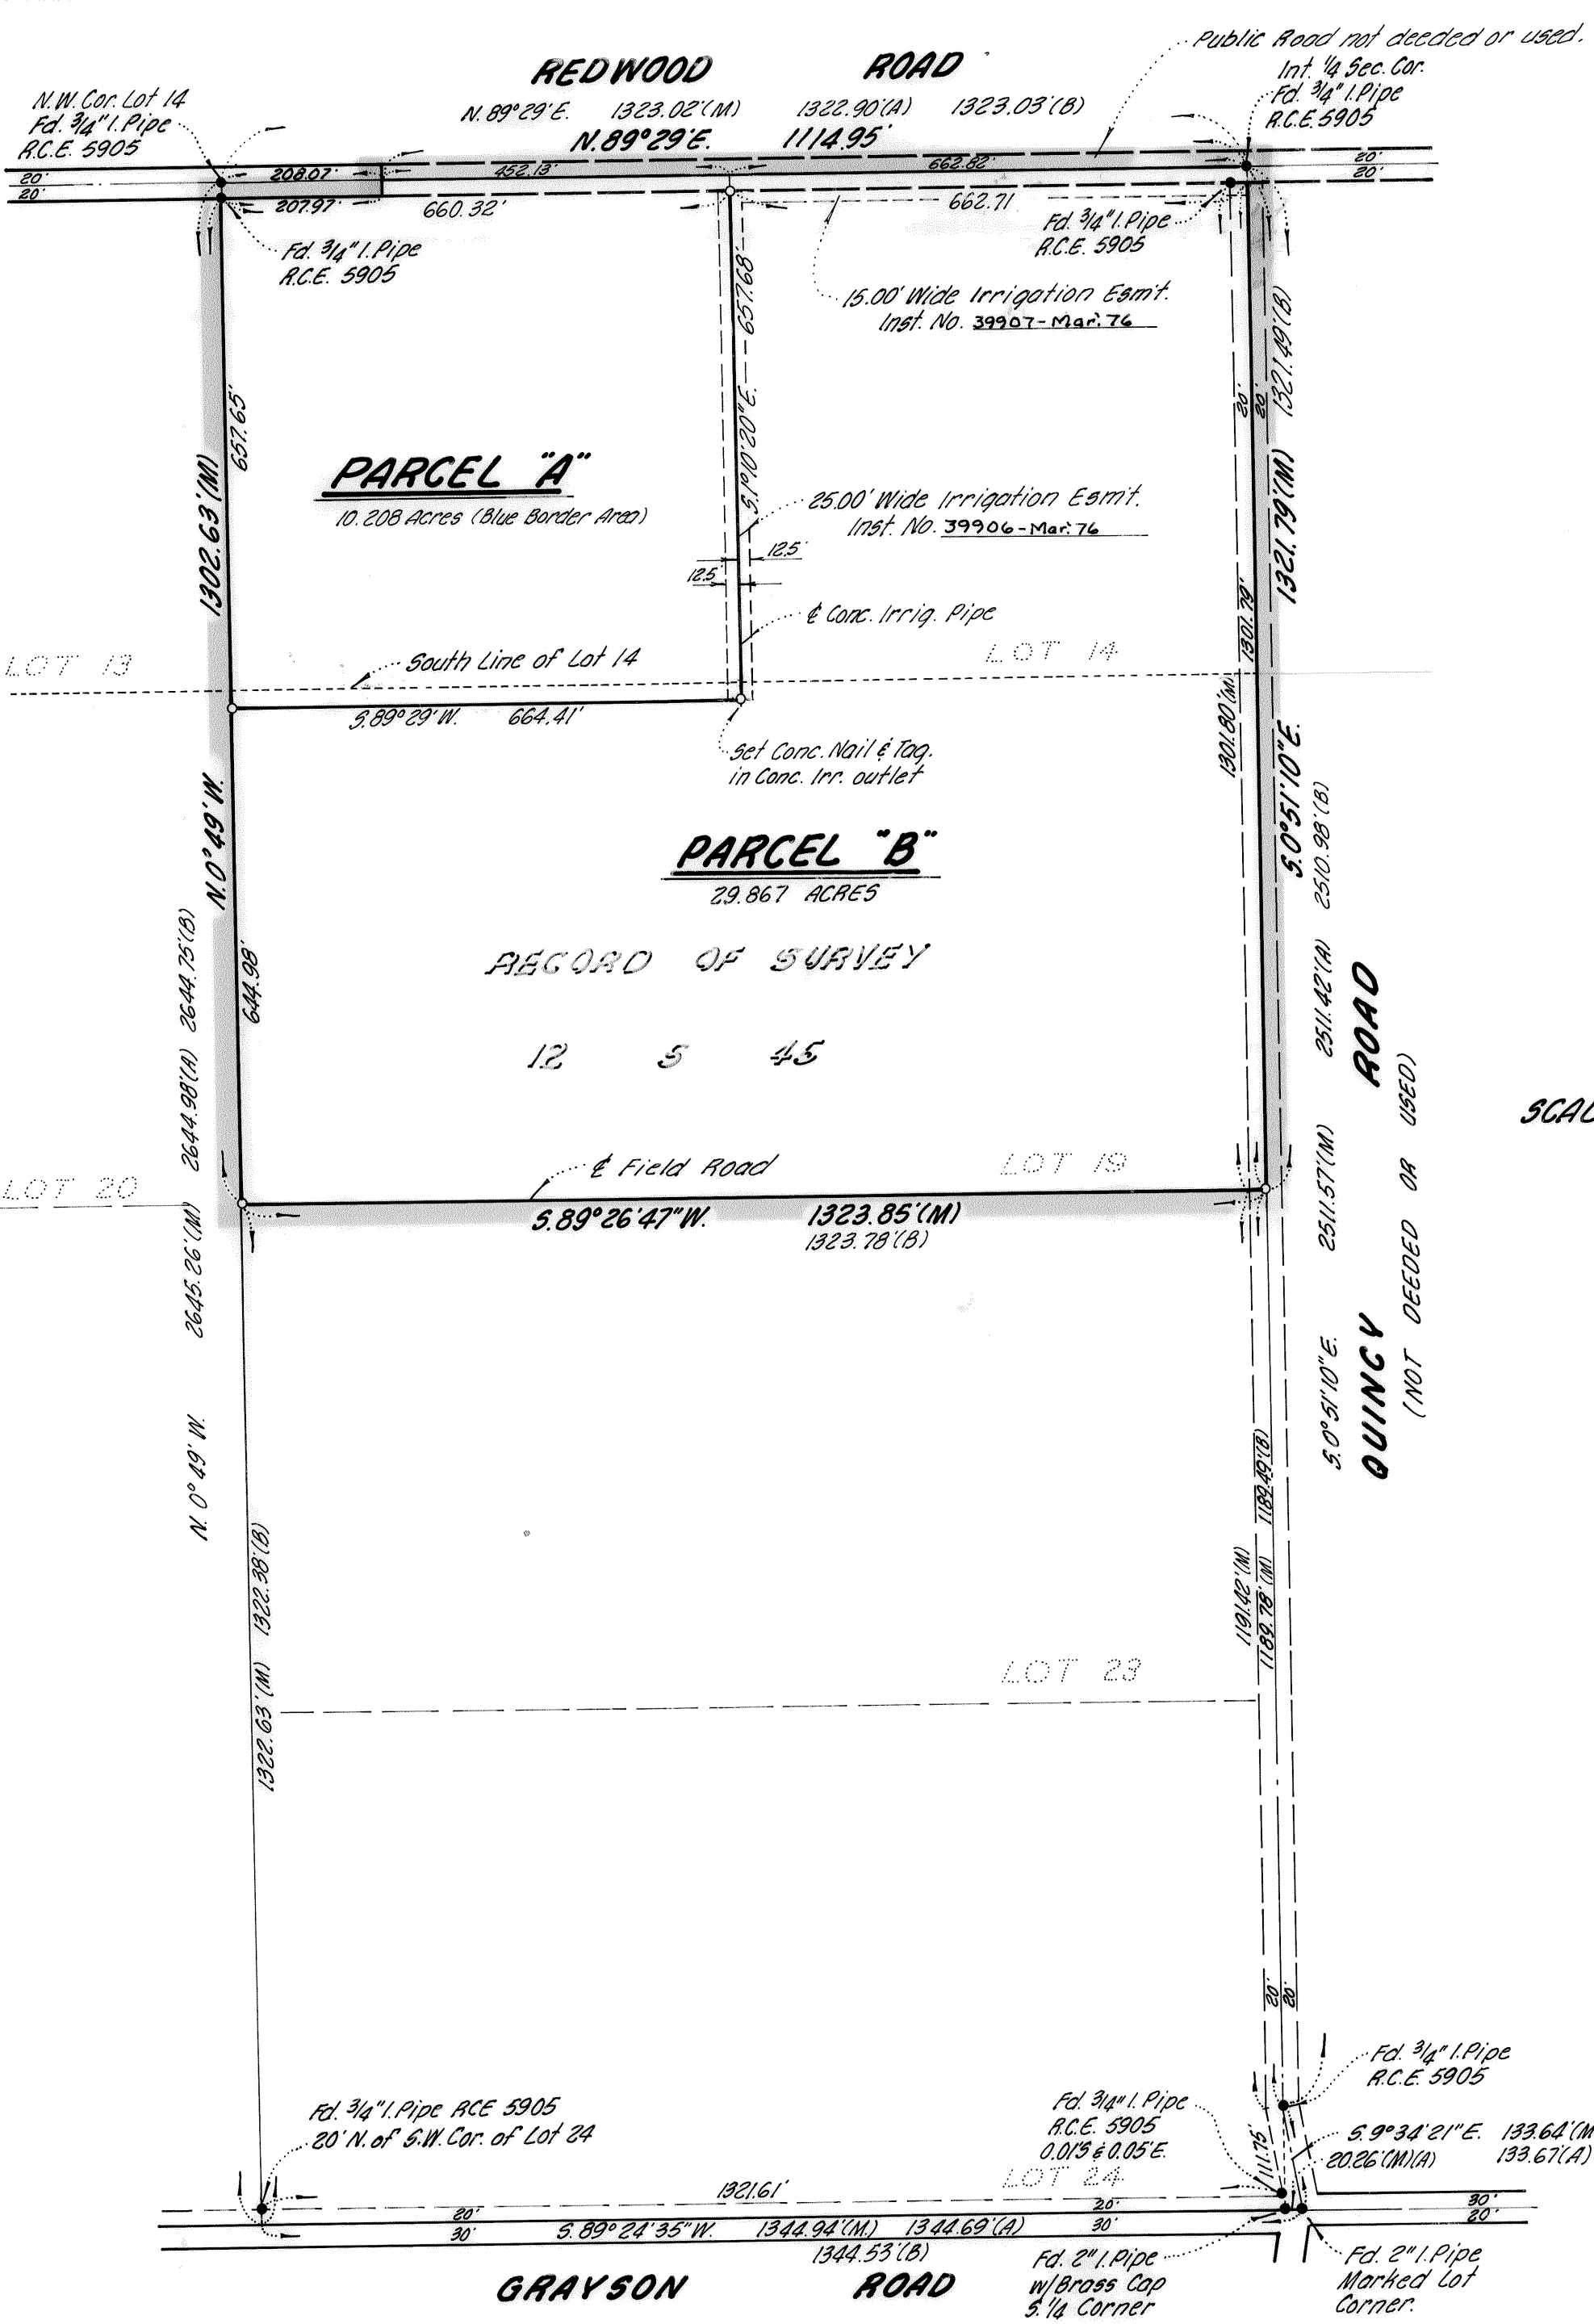 Public Road not deeded or used.
REDWOOD ROAD
N.W. Cor. Lot 14
Fd. 3/4" I.Pipe
R.C.E. 5905
N. 89°29'E. 1323.02'(M) 1322.90'(A) 1323.03'(B)
N.89°29'E. 1114.95'
Int. 1/4 Sec. Cor.
Fd. 3/4" I.Pipe
R.C.E. 5905
20'
20'
208.07'
452.13'
662.82'
20'
20'
207.97'
660.32'
662.71
Fd. 3/4" I.Pipe
R.C.E. 5905
Fd. 3/4" I.Pipe
R.C.E. 5905
15.00' Wide Irrigation Esm't.
Inst. No. 39907-Mar. 76
657.68'
S.1°10'20"E.
1321.49'(B)
20'
20'
657.65'
1302.63'(M)
PARCEL "A"
10.208 Acres (Blue Border Area)
25.00' Wide Irrigation Esm't.
Inst. No. 39906-Mar. 76
12.5'
12.5'
1321.79'(M)
℄ Conc. Irrig. Pipe
1301.79'
LOT 13
South Line of Lot 14
LOT 14
S.89°29'W. 664.41'
1301.80'(M)
Set Conc. Nail & Tag.
in Conc. Irr. outlet
N.0°49'W.
S.0°51'10"E.
PARCEL "B"
29.867 ACRES
644.98'
RECORD OF SURVEY
12 S 45
N. 0°49' W. 2645.26'(M) 2644.98'(A) 2644.75'(B)
S.0°51'10"E. 2511.57'(M) 2511.42'(A) 2510.98'(B)
QUINCY ROAD
(NOT DEEDED OR USED)
SCAL
LOT 20
℄ Field Road
LOT 19
S.89°26'47"W. 1323.85'(M)
1323.78'(B)
1322.63'(M) 1322.38'(B)
1191.42'(M)
1189.78'(M) 1189.49'(B)
LOT 23
20'
20'
Fd. 3/4" I.Pipe
R.C.E. 5905
Fd. 3/4" I.Pipe RCE 5905
20' N. of S.W. Cor. of Lot 24
Fd. 3/4" I.Pipe
R.C.E. 5905
0.01'S & 0.05'E.
111.75'
S.9°34'21"E. 133.64'(M
20.26'(M)(A) 133.67'(A)
LOT 24
1321.61'
20'
30'
20'
30'
30'
20'
S.89°24'35"W. 1344.94'(M) 1344.69'(A)
1344.53'(B)
GRAYSON ROAD
Fd. 2" I.Pipe
w/Brass Cap
S.1/4 Corner
Fd. 2" I.Pipe
Marked Lot
Corner.